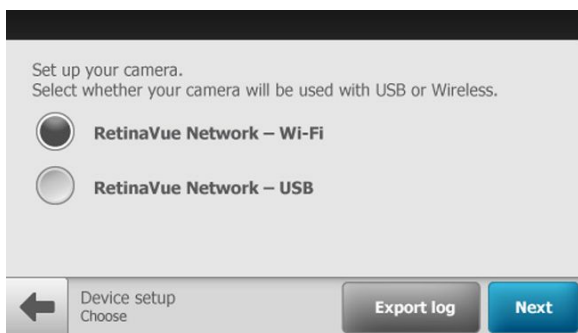 Set up your camera.
Select whether your camera will be used with USB or Wireless.
RetinaVue Network – Wi-Fi
RetinaVue Network – USB
Device setup
Choose
Export log
Next